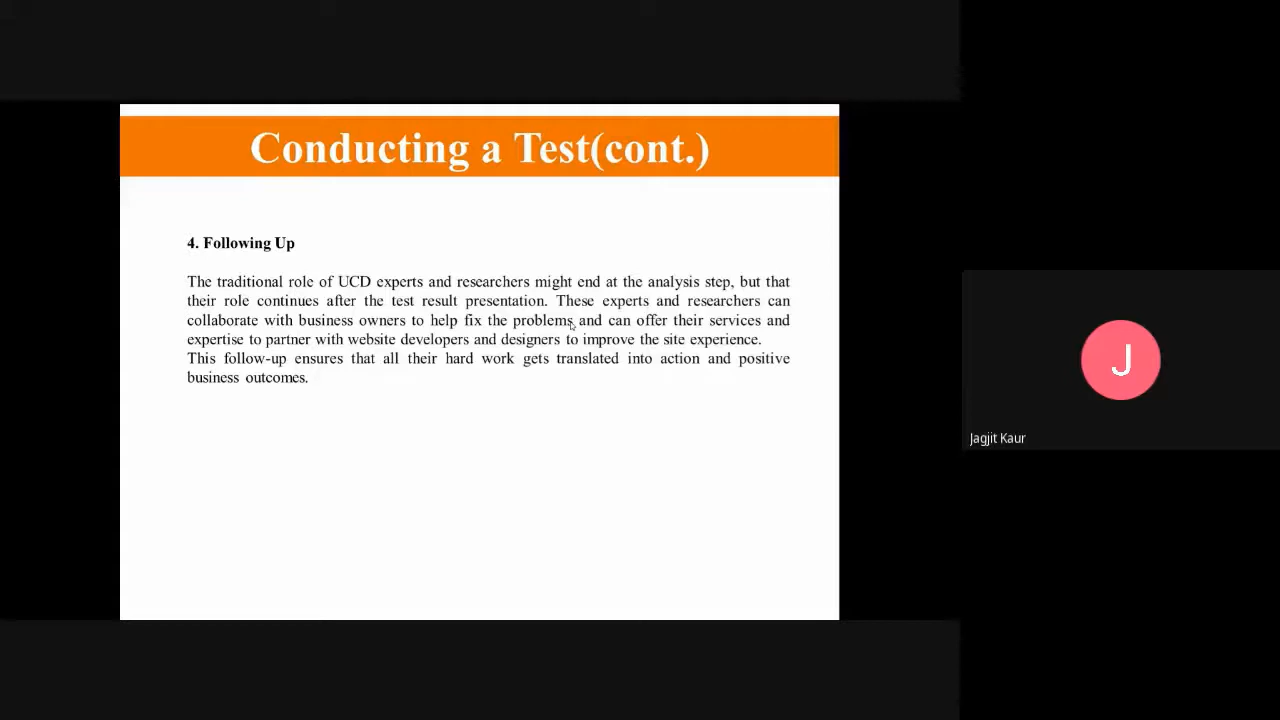 Conducting a Test(cont.)
4. Following Up
The traditional role of UCD experts and researchers might end at the analysis step, but that
their role continues after the test result presentation. These experts and researchers can
collaborate with business owners to help fix the problems and can offer their services and
expertise to partner with website developers and designers to improve the site experience.
This follow-up ensures that all their hard work gets translated into action and positive
business outcomes.
J
Jagjit Kaur